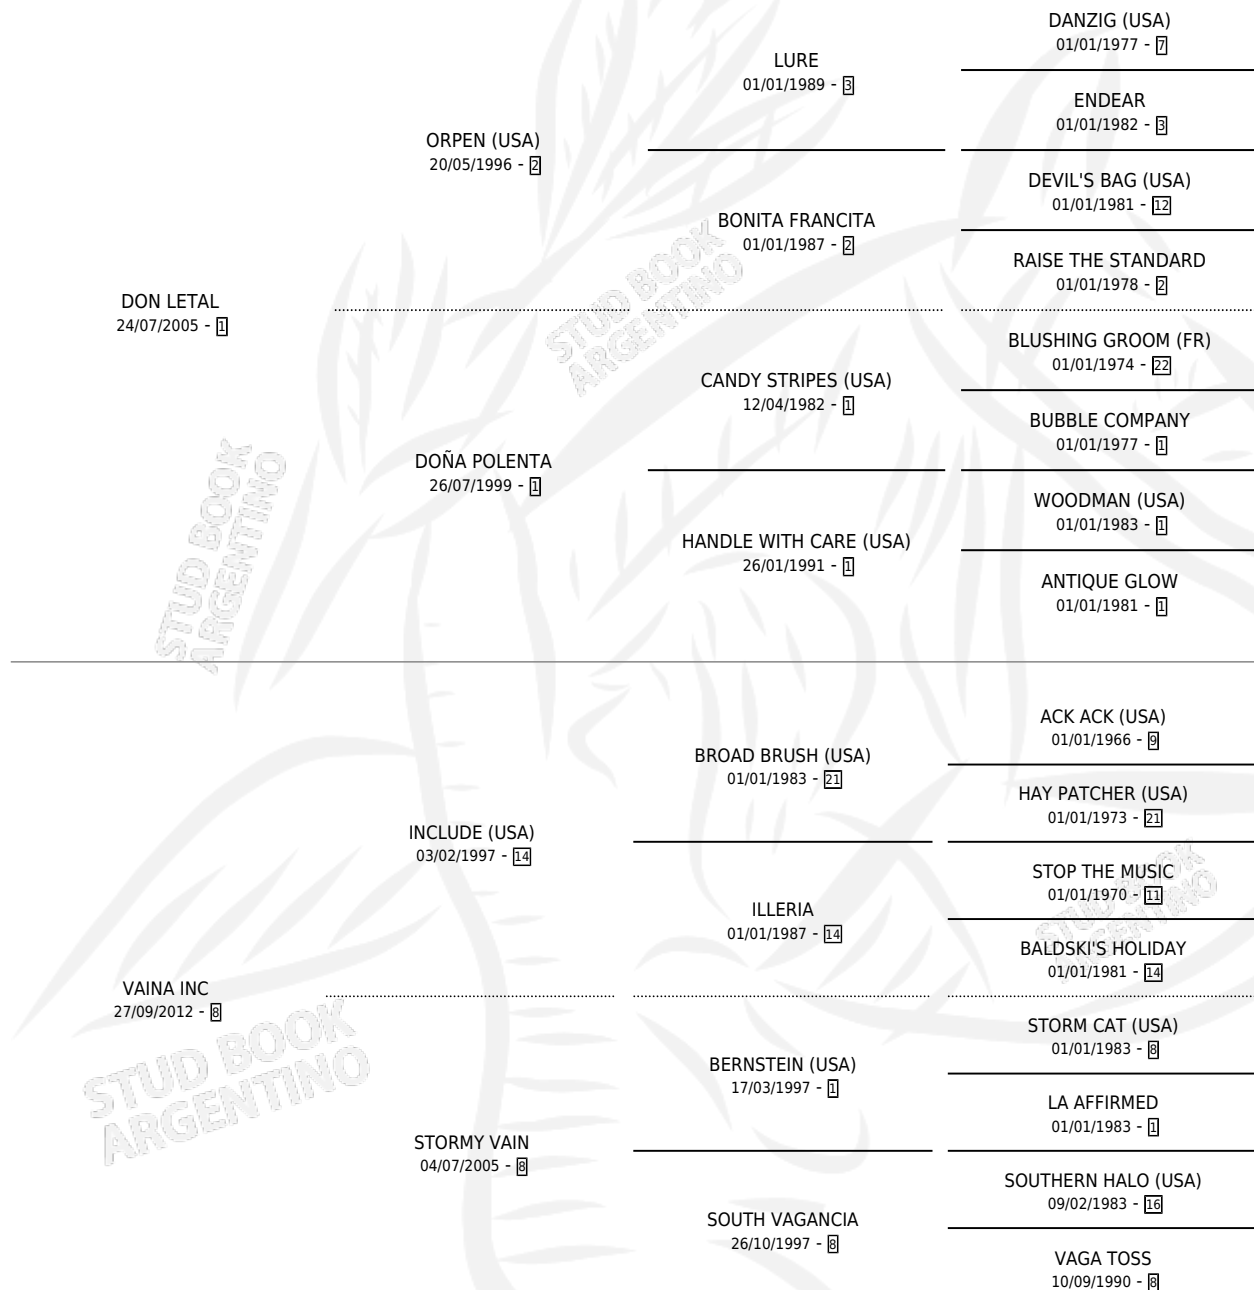 DANZIG (USA)
01/01/1977 - 7
LURE
01/01/1989 - 3
ENDEAR
01/01/1982 - 3
ORPEN (USA)
20/05/1996 - 2
DEVIL'S BAG (USA)
01/01/1981 - 12
BONITA FRANCITA
01/01/1987 - 2
RAISE THE STANDARD
01/01/1978 - 2
DON LETAL
24/07/2005 - 1
BLUSHING GROOM (FR)
01/01/1974 - 22
CANDY STRIPES (USA)
12/04/1982 - 1
BUBBLE COMPANY
01/01/1977 - 1
DOÑA POLENTA
26/07/1999 - 1
WOODMAN (USA)
01/01/1983 - 1
HANDLE WITH CARE (USA)
26/01/1991 - 1
ANTIQUE GLOW
01/01/1981 - 1
ACK ACK (USA)
01/01/1966 - 9
BROAD BRUSH (USA)
01/01/1983 - 21
HAY PATCHER (USA)
01/01/1973 - 21
INCLUDE (USA)
03/02/1997 - 14
STOP THE MUSIC
01/01/1970 - 11
ILLERIA
01/01/1987 - 14
BALDSKI'S HOLIDAY
01/01/1981 - 14
VAINA INC
27/09/2012 - 8
STORM CAT (USA)
01/01/1983 - 8
BERNSTEIN (USA)
17/03/1997 - 1
LA AFFIRMED
01/01/1983 - 1
STORMY VAIN
04/07/2005 - 8
SOUTHERN HALO (USA)
09/02/1983 - 16
SOUTH VAGANCIA
26/10/1997 - 8
VAGA TOSS
10/09/1990 - 8
STUD BOOK
ARGENTINO
STUD BOOK
ARGENTINO
STUD BOOK
ARGENTINO
STUD BOOK
ARGENTINO